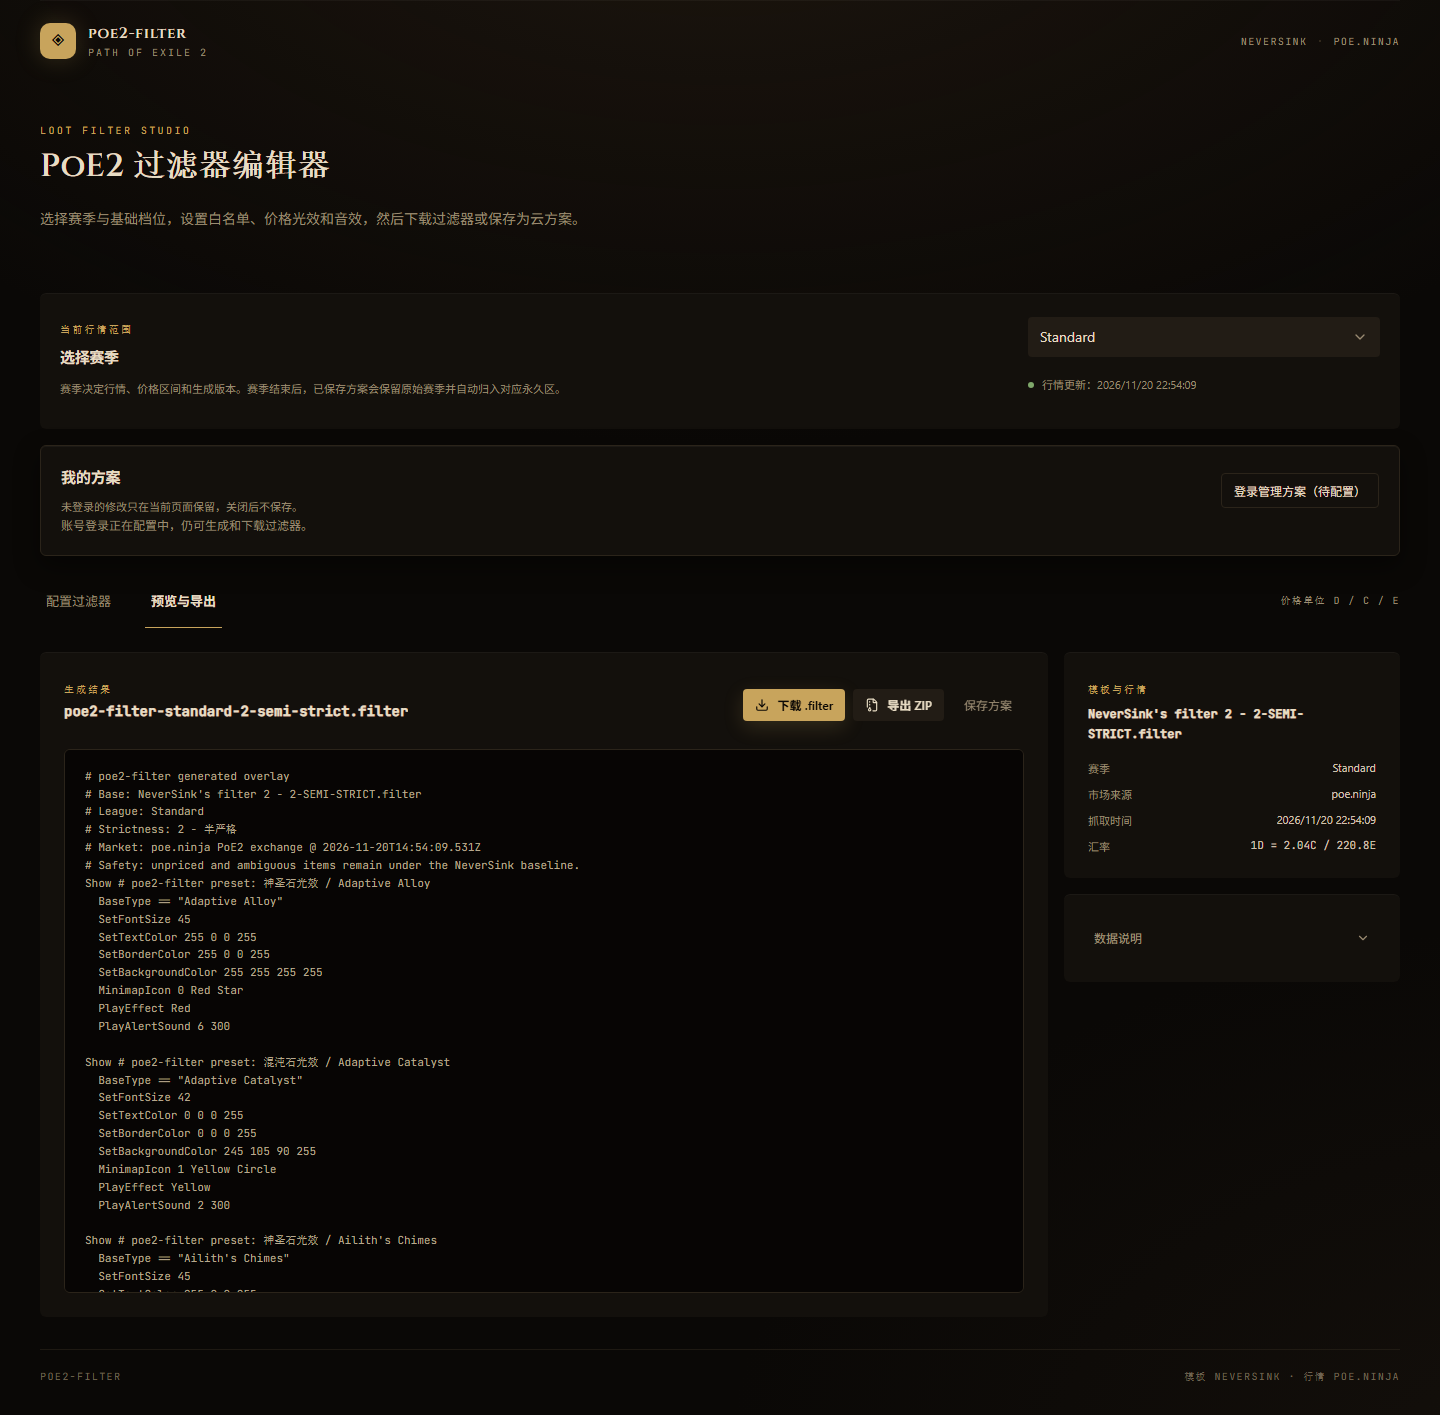 POE2-FILTER
PATH OF EXILE 2
NEVERSINK · POE.NINJA
LOOT FILTER STUDIO
POE2 过滤器编辑器
选择赛季与基础档位，设置白名单、价格光效和音效，然后下载过滤器或保存为云方案。
当前行情范围
选择赛季
赛季决定行情、价格区间和生成版本。赛季结束后，已保存方案会保留原始赛季并自动归入对应永久区。
Standard
行情更新：2026/11/20 22:54:09
我的方案
未登录的修改只在当前页面保留，关闭后不保存。
账号登录正在配置中，仍可生成和下载过滤器。
登录管理方案（待配置）
配置过滤器
预览与导出
价格单位 D / C / E
生成结果
poe2-filter-standard-2-semi-strict.filter
下载 .filter
导出 ZIP
保存方案
# poe2-filter generated overlay
# Base: NeverSink's filter 2 - 2-SEMI-STRICT.filter
# League: Standard
# Strictness: 2 - 半严格
# Market: poe.ninja PoE2 exchange @ 2026-11-20T14:54:09.531Z
# Safety: unpriced and ambiguous items remain under the NeverSink baseline.
Show # poe2-filter preset: 神圣石光效 / Adaptive Alloy
BaseType == "Adaptive Alloy"
SetFontSize 45
SetTextColor 255 0 0 255
SetBorderColor 255 0 0 255
SetBackgroundColor 255 255 255 255
MinimapIcon 0 Red Star
PlayEffect Red
PlayAlertSound 6 300
Show # poe2-filter preset: 混沌石光效 / Adaptive Catalyst
BaseType == "Adaptive Catalyst"
SetFontSize 42
SetTextColor 0 0 0 255
SetBorderColor 0 0 0 255
SetBackgroundColor 245 105 90 255
MinimapIcon 1 Yellow Circle
PlayEffect Yellow
PlayAlertSound 2 300
Show # poe2-filter preset: 神圣石光效 / Ailith's Chimes
BaseType == "Ailith's Chimes"
SetFontSize 45
模板与行情
NeverSink's filter 2 - 2-SEMI-
STRICT.filter
赛季 Standard
市场来源 poe.ninja
抓取时间 2026/11/20 22:54:09
汇率 1D = 2.04C / 220.8E
数据说明
POE2-FILTER
模板 NEVERSINK · 行情 POE.NINJA